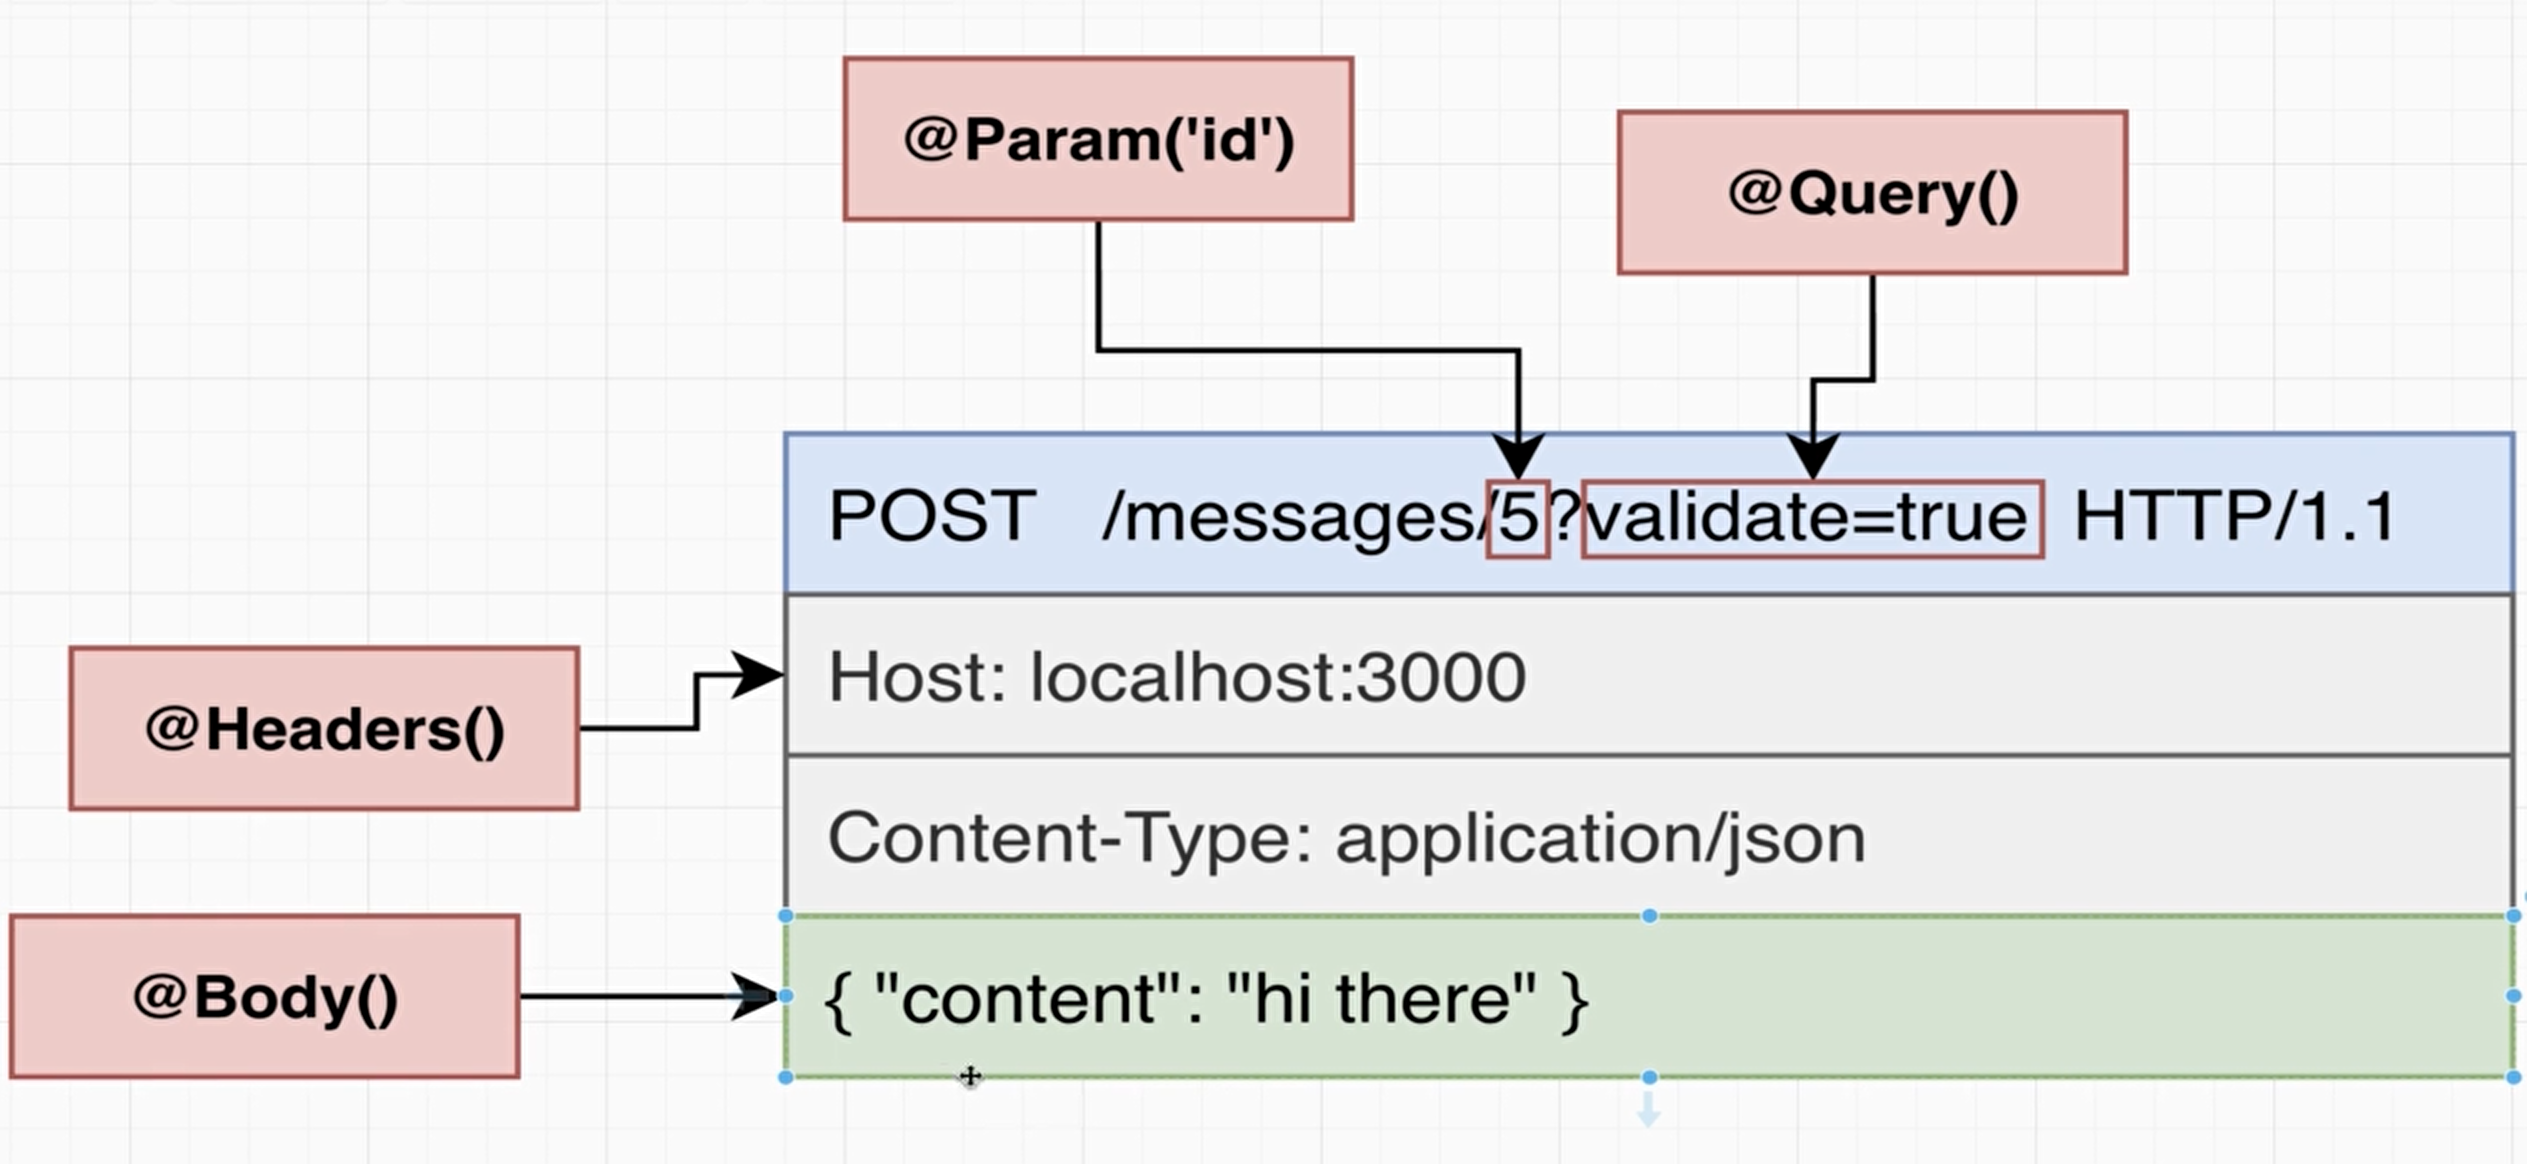 @Param('id')
@Query()
POST /messages/5?validate=true HTTP/1.1
Host: localhost:3000
@Headers()
Content-Type: application/json
@Body()
{ "content": "hi there" }